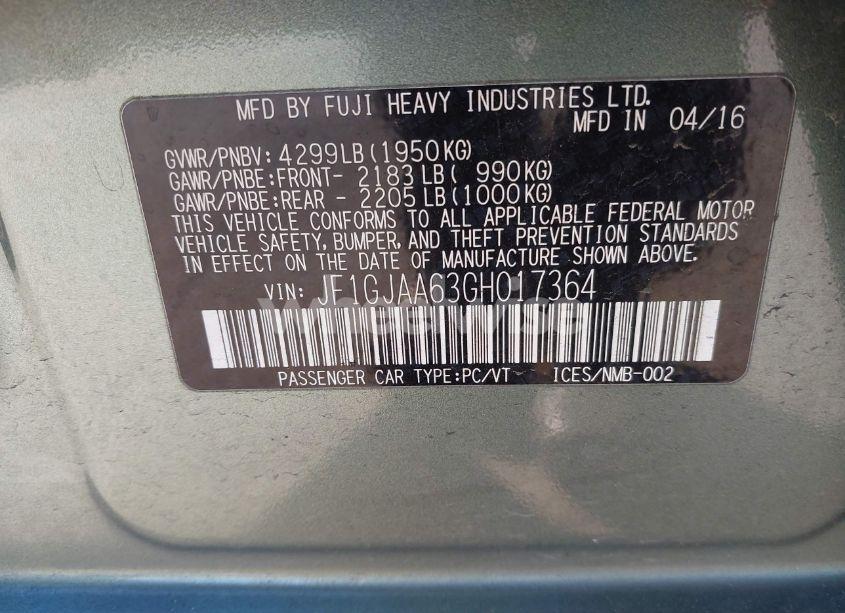 MFD BY FUJI HEAVY INDUSTRIES LTD.
MFD IN 04/16
GVWR/PNBV: 4299LB(1950KG)
GAWR/PNBE:FRONT- 2183LB( 990KG)
GAWR/PNBE:REAR - 2205LB(1000KG)
THIS VEHICLE CONFORMS TO ALL APPLICABLE FEDERAL MOTOR
VEHICLE SAFETY, BUMPER, AND THEFT PREVENTION STANDARDS
IN EFFECT ON THE DATE OF MANUFACTURE SHOWN ABOVE.
VIN: JF1GJAA63GH017364
wheelwise
PASSENGER CAR TYPE:PC/VT ICES/NMB-002